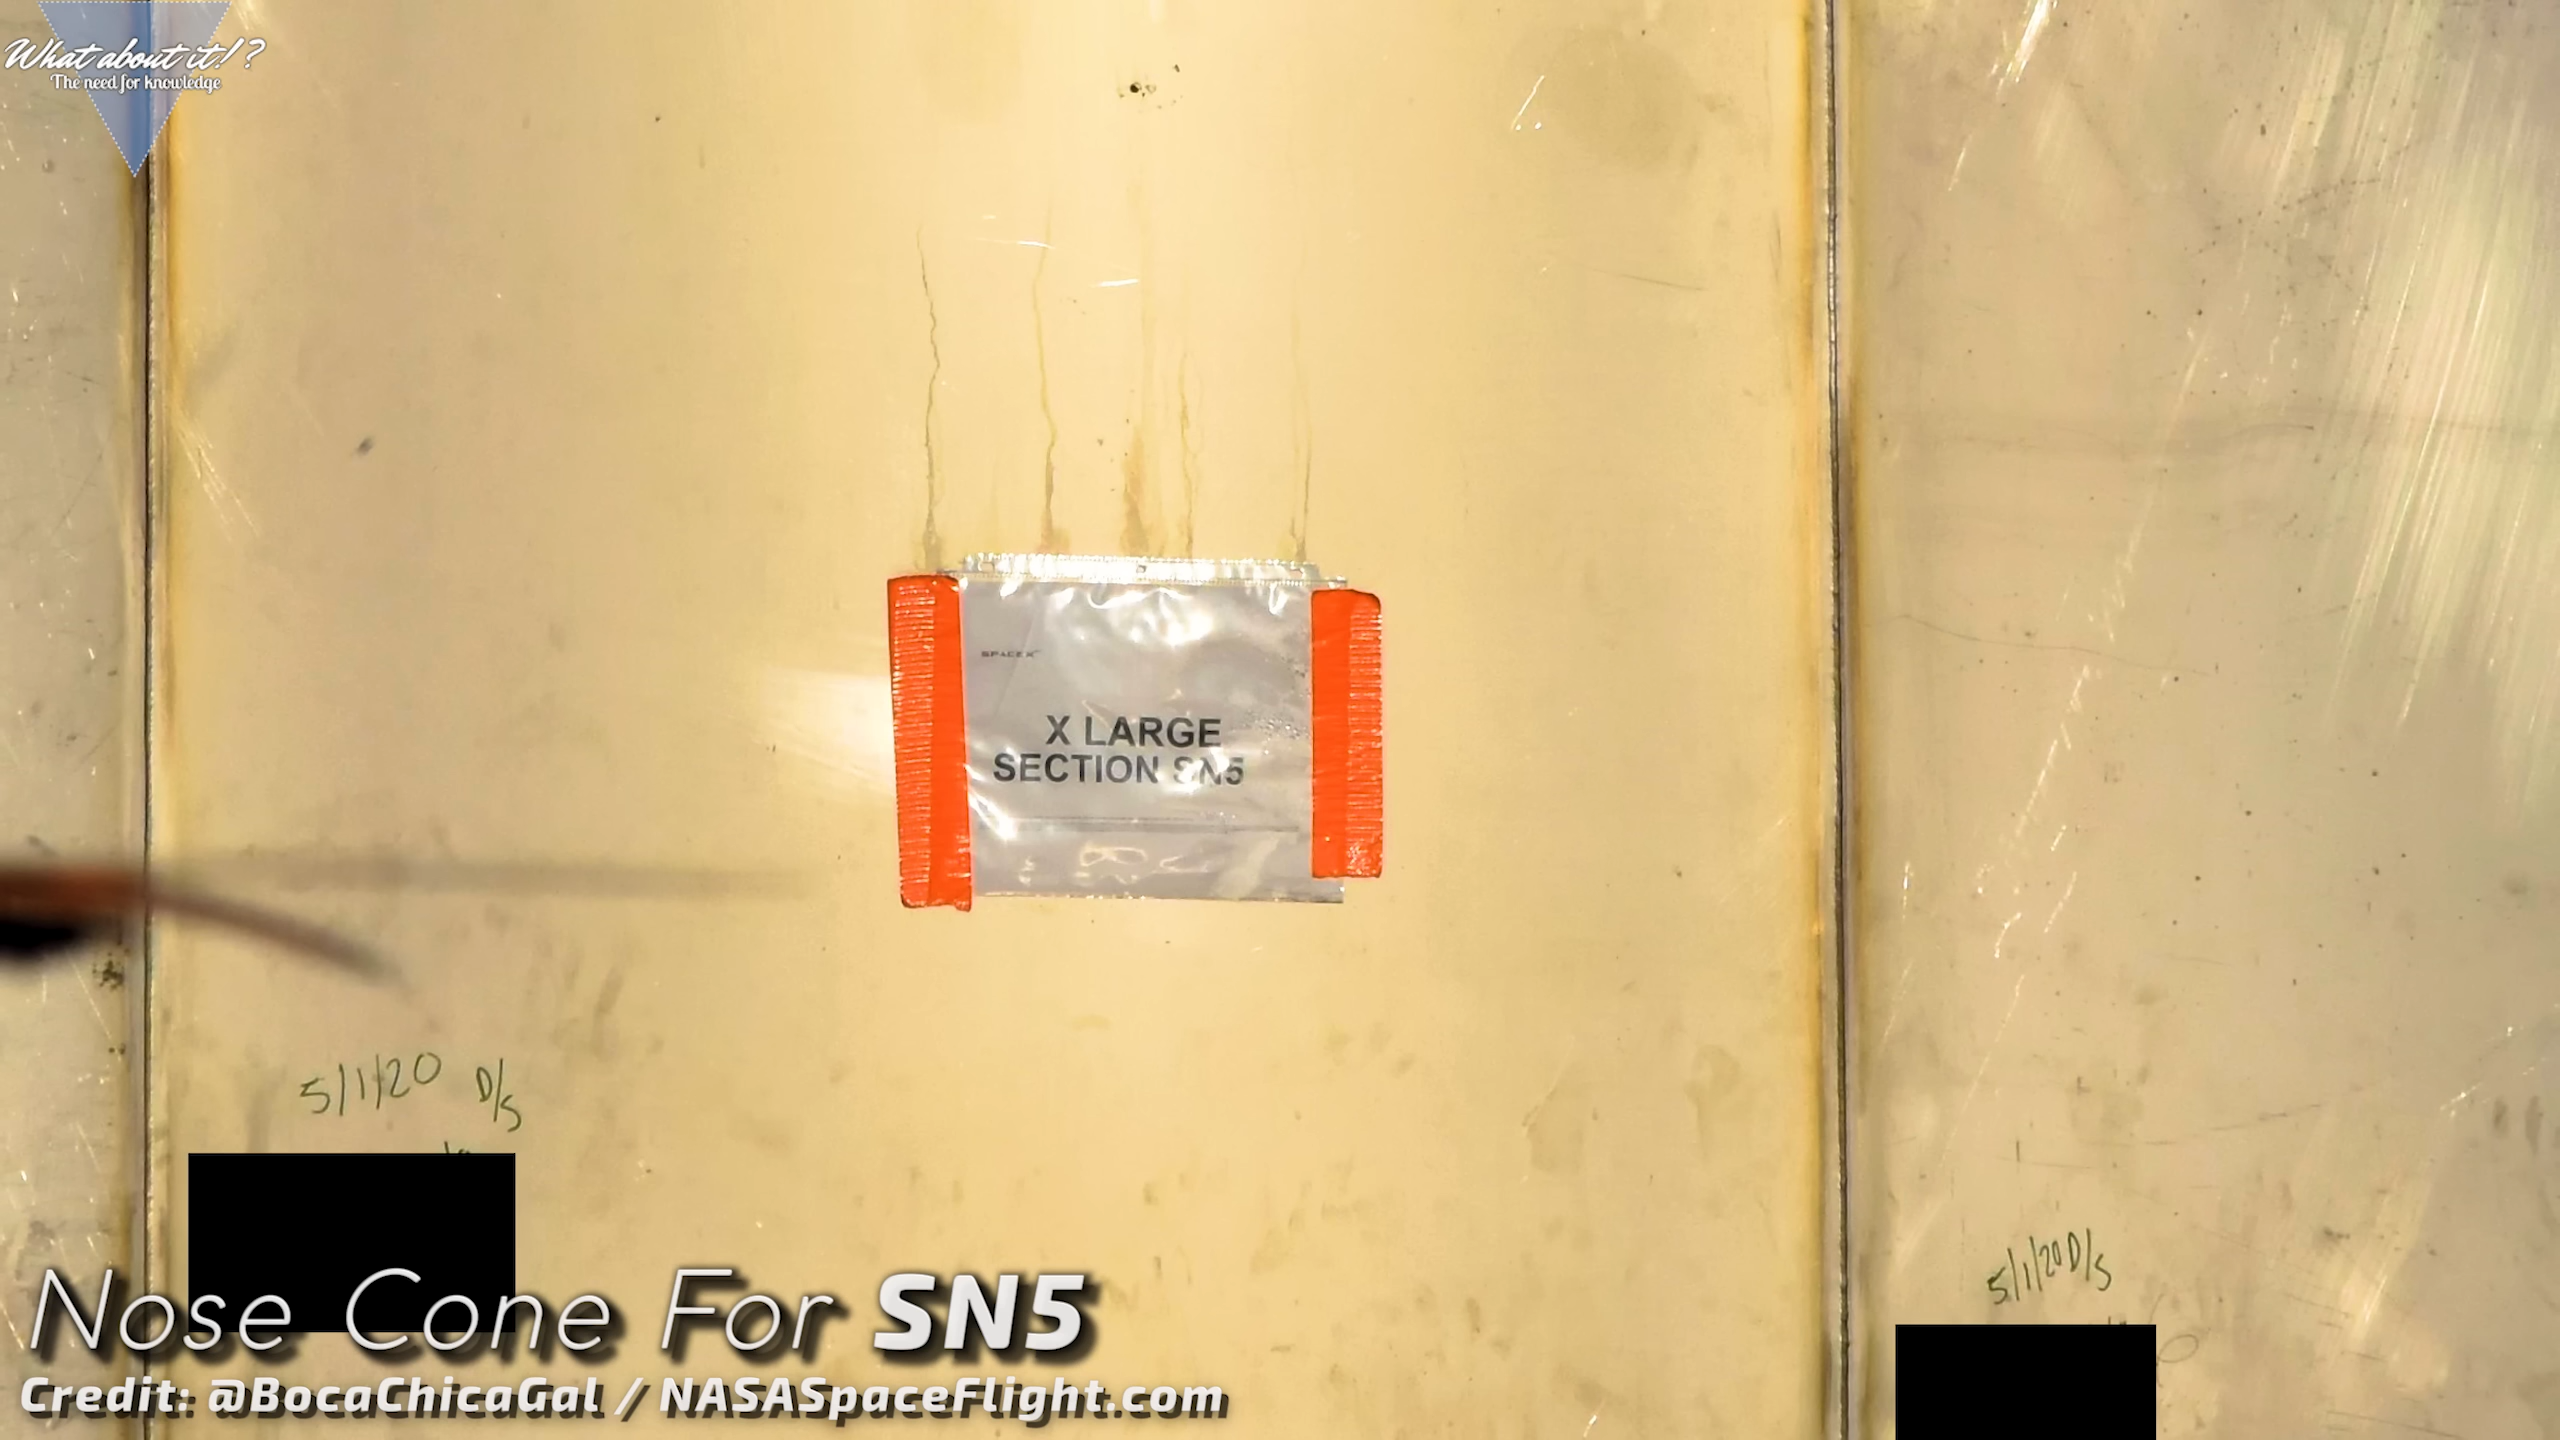 What about it!?
The need for knowledge
SPACEX
X LARGE
SECTION SN5
5/1/20 D/S
5/1/20 D/S
Nose Cone For SN5
Credit: @BocaChicaGal / NASASpaceFlight.com